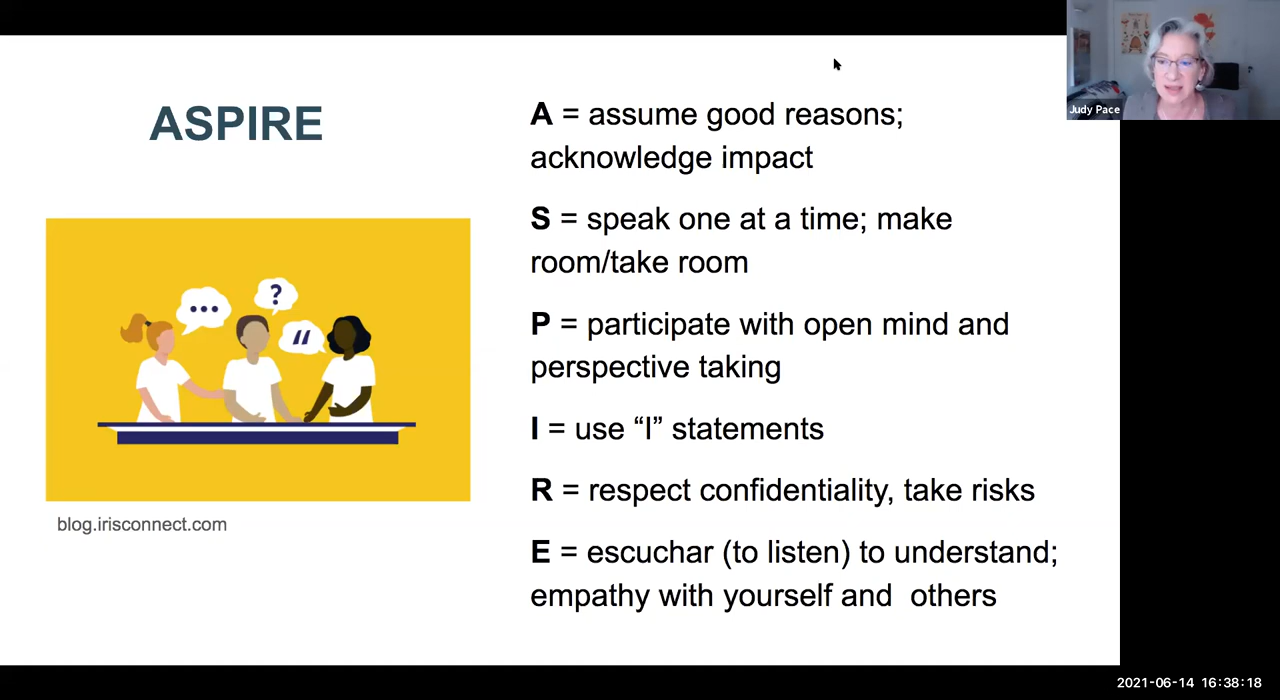 ASPIRE
...
?
"
blog.irisconnect.com
A = assume good reasons;
acknowledge impact
S = speak one at a time; make
room/take room
P = participate with open mind and
perspective taking
I = use “I” statements
R = respect confidentiality, take risks
E = escuchar (to listen) to understand;
empathy with yourself and  others
Judy Pace
2021-06-14 16:38:18